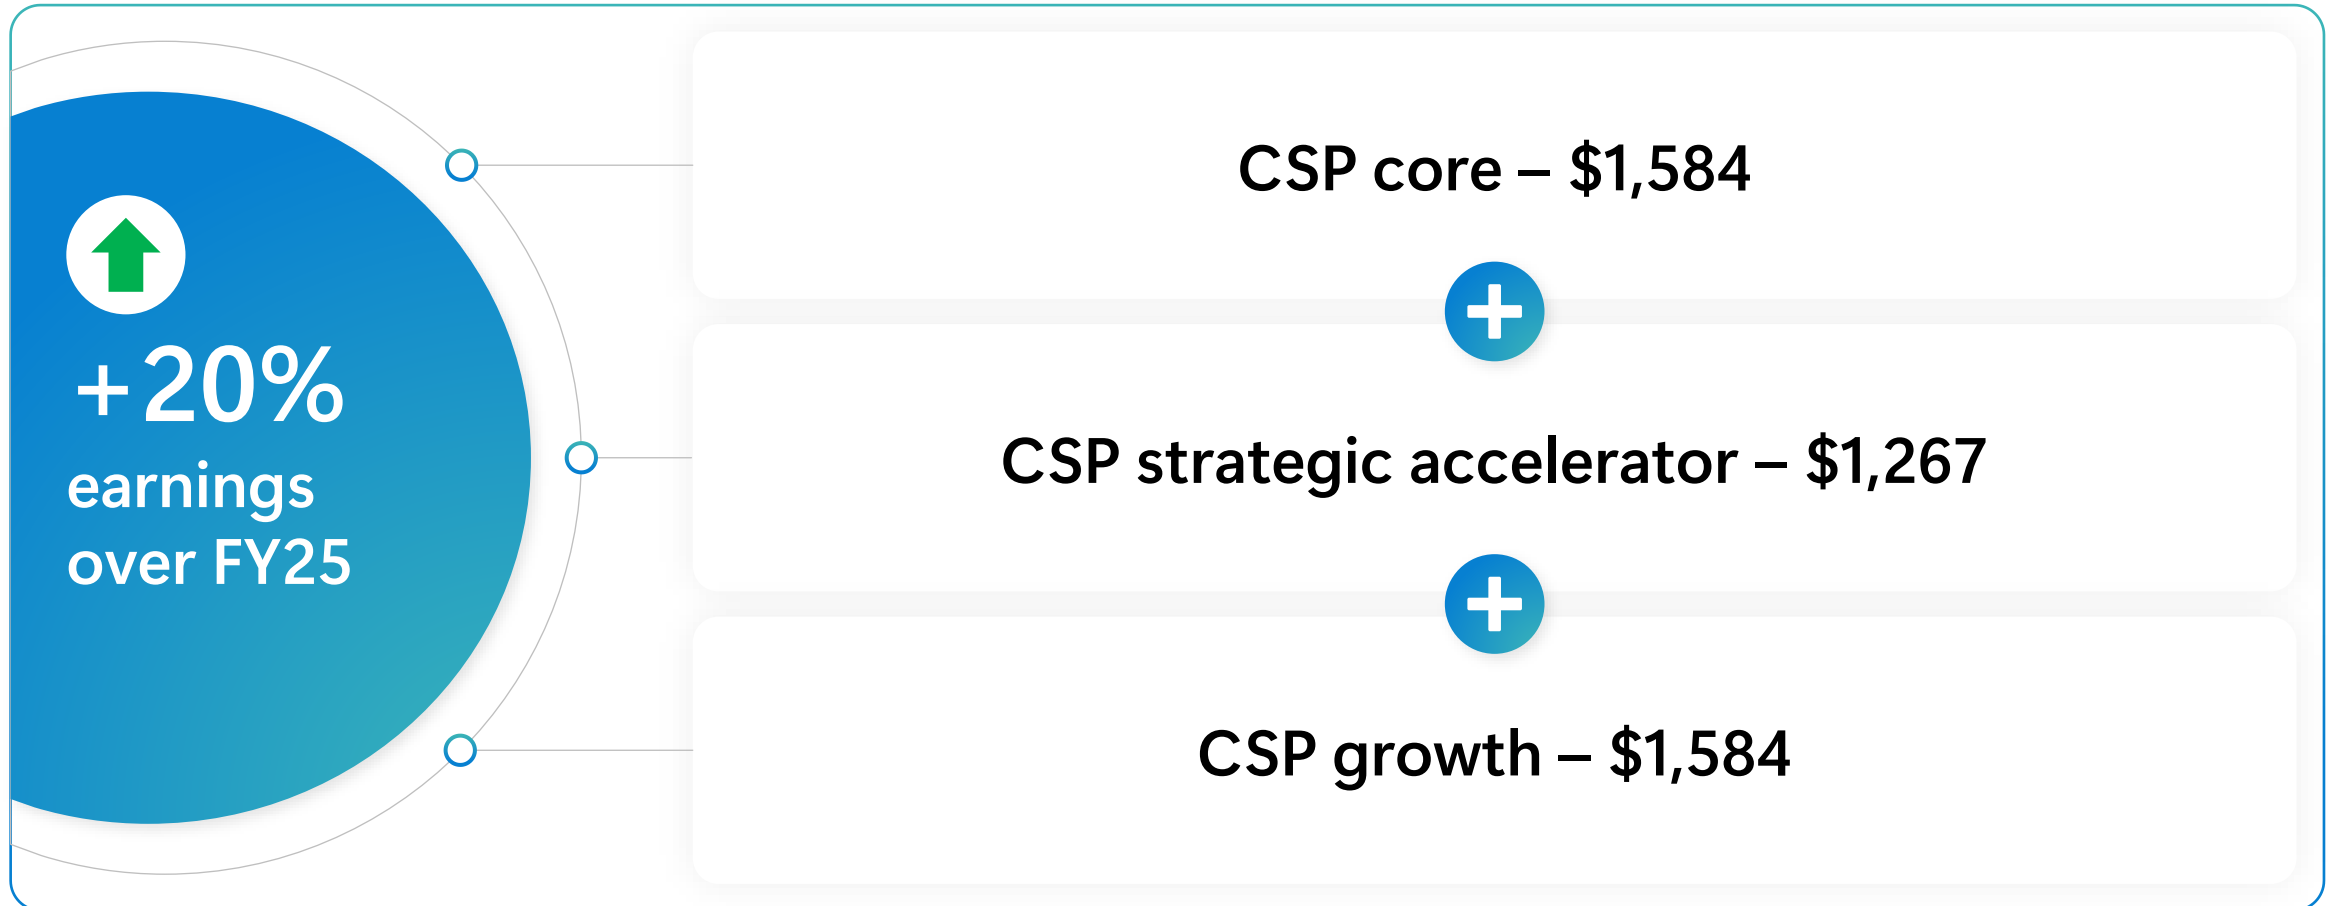 +20%
earnings
over FY25
CSP core – $1,584
CSP strategic accelerator – $1,267
CSP growth – $1,584